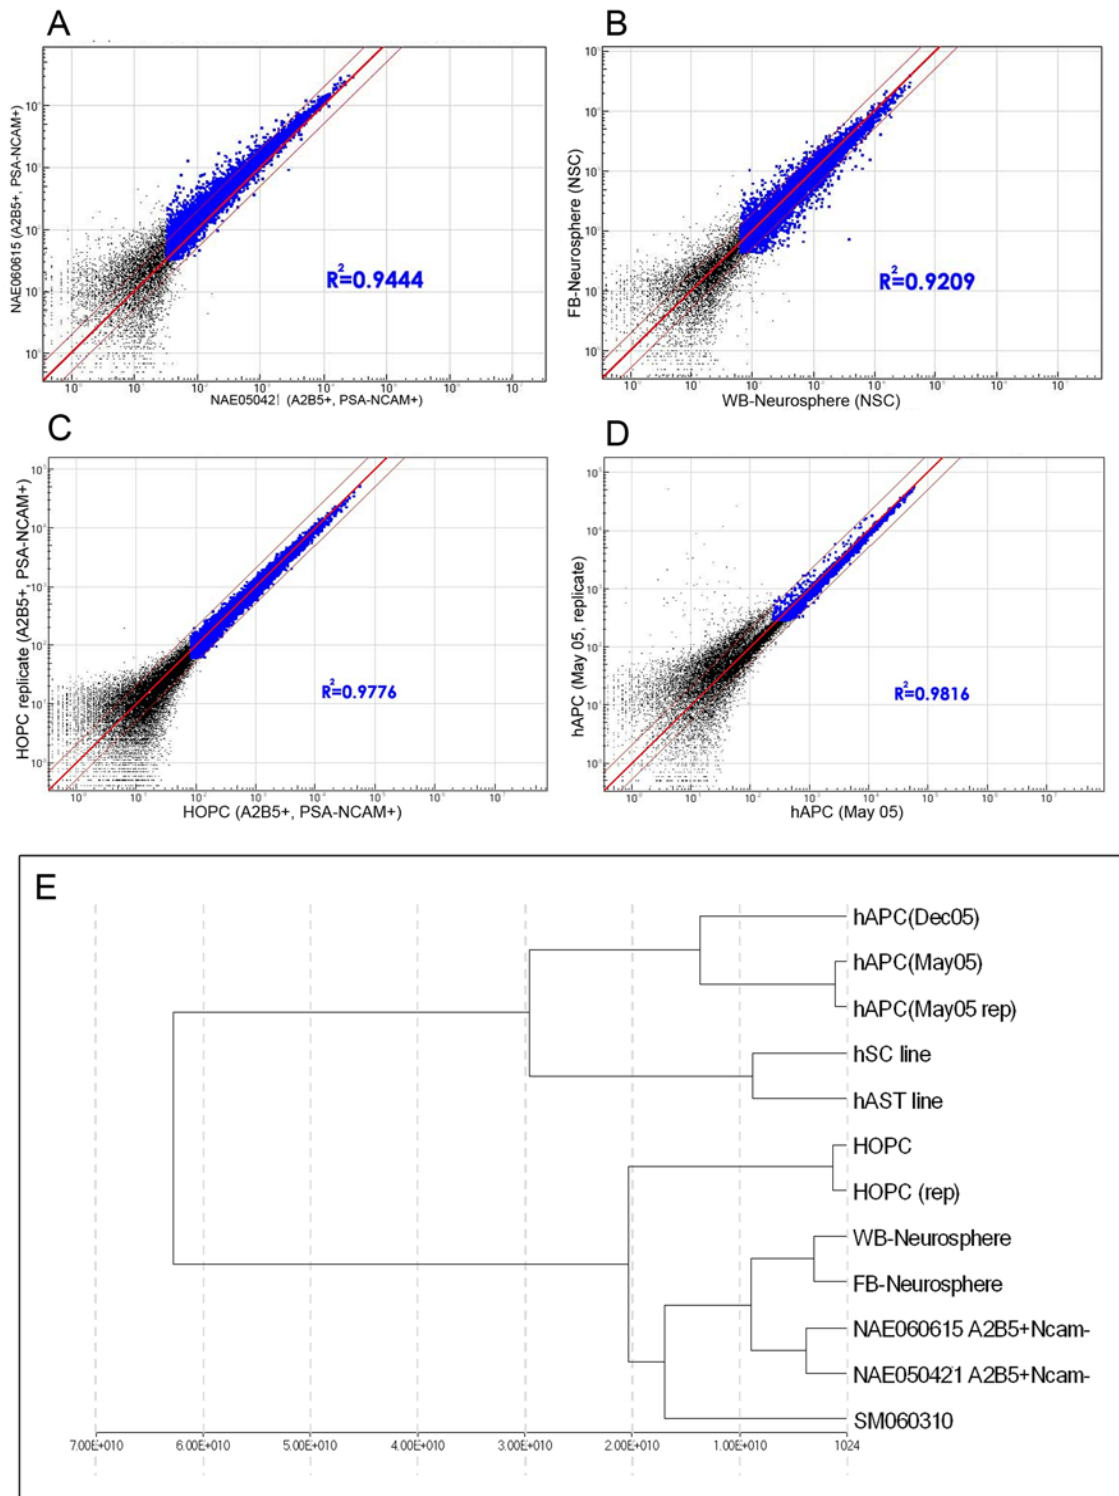 A
B
NAE060615 (A2B5+, PSA-NCAM+)
R²=0.9444
NAE050421 (A2B5+, PSA-NCAM+)
FB-Neurosphere (NSC)
R²=0.9209
WB-Neurosphere (NSC)
C
D
HOPC replicate (A2B5+, PSA-NCAM+)
R²=0.9776
HOPC (A2B5+, PSA-NCAM+)
hAPC (May 05, replicate)
R²=0.9816
hAPC (May 05)
E
hAPC(Dec05)
hAPC(May05)
hAPC(May05 rep)
hSC line
hAST line
HOPC
HOPC (rep)
WB-Neurosphere
FB-Neurosphere
NAE060615 A2B5+Ncam-
NAE050421 A2B5+Ncam-
SM060310
7.00E+010 6.00E+010 5.00E+010 4.00E+010 3.00E+010 2.00E+010 1.00E+010 1024